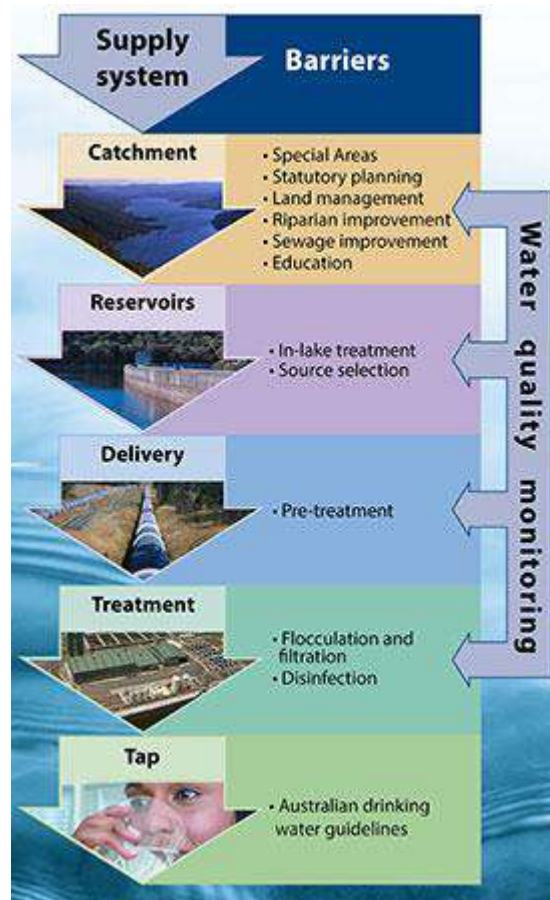 Supply
system
Barriers
Catchment
• Special Areas
• Statutory planning
• Land management
• Riparian improvement
• Sewage improvement
• Education
Reservoirs
• In-lake treatment
• Source selection
Delivery
• Pre-treatment
Treatment
• Flocculation and
filtration
• Disinfection
Tap
• Australian drinking
water guidelines
Water quality monitoring